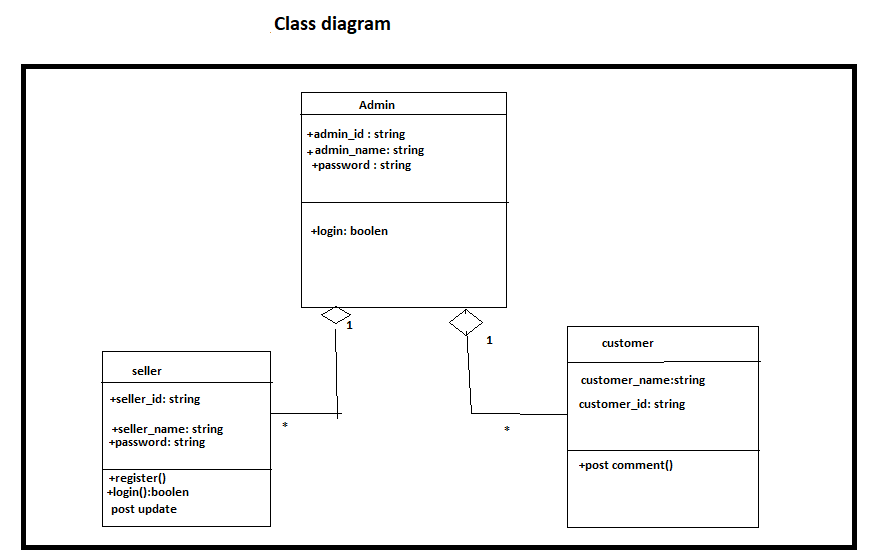 Class diagram
Admin
+admin_id : string
+admin_name: string
+password : string
+login: boolen
1
1
seller
+seller_id: string
+seller_name: string
+password: string
+register()
+login():boolen
post update
*
*
customer
customer_name:string
customer_id: string
+post comment()